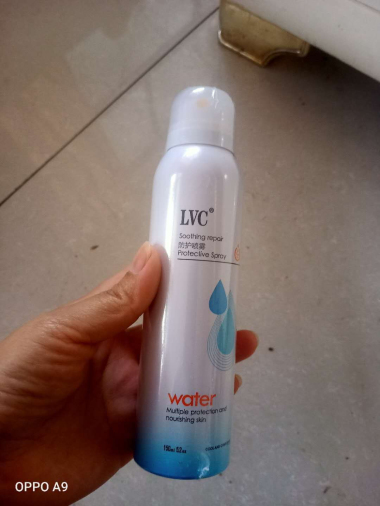 LVC®
Soothing repair
防护喷雾
Protective Spray
water
Multiple protection and
nourishing skin
OPPO A9